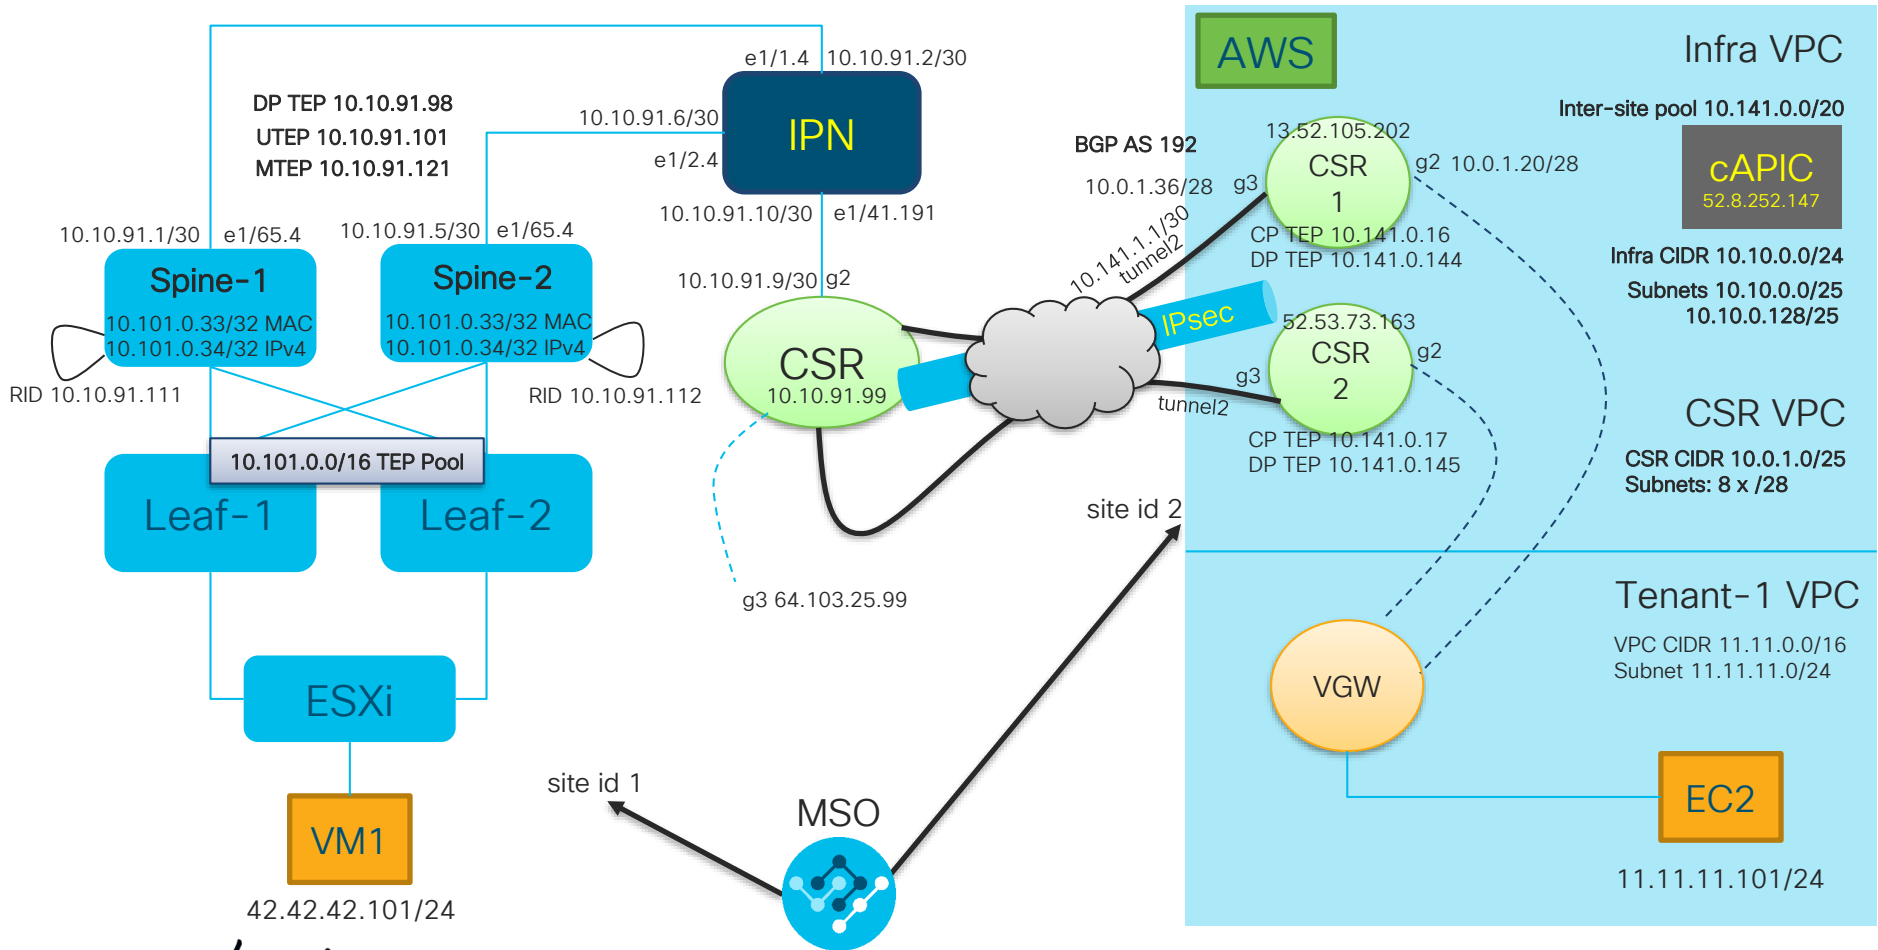 e1/1.4 10.10.91.2/30
DP TEP 10.10.91.98
UTEP 10.10.91.101
MTEP 10.10.91.121
10.10.91.6/30
e1/2.4
IPN
10.10.91.10/30 e1/41.191
10.10.91.1/30 e1/65.4
10.10.91.5/30 e1/65.4
Spine-1
10.101.0.33/32 MAC
10.101.0.34/32 IPv4
Spine-2
10.101.0.33/32 MAC
10.101.0.34/32 IPv4
RID 10.10.91.111
RID 10.10.91.112
10.101.0.0/16 TEP Pool
Leaf-1
Leaf-2
ESXi
VM1
42.42.42.101/24
10.10.91.9/30 g2
CSR
10.10.91.99
g3 64.103.25.99
site id 1
MSO
site id 2
BGP AS 192
10.0.1.36/28 g3
10.141.1.1/30
tunnel2
IPsec
g3
tunnel2
AWS
Infra VPC
Inter-site pool 10.141.0.0/20
cAPIC
52.8.252.147
Infra CIDR 10.10.0.0/24
Subnets 10.10.0.0/25
10.10.0.128/25
13.52.105.202
CSR
1
g2 10.0.1.20/28
CP TEP 10.141.0.16
DP TEP 10.141.0.144
52.53.73.163
CSR
2
g2
CP TEP 10.141.0.17
DP TEP 10.141.0.145
CSR VPC
CSR CIDR 10.0.1.0/25
Subnets: 8 x /28
Tenant-1 VPC
VPC CIDR 11.11.0.0/16
Subnet 11.11.11.0/24
VGW
EC2
11.11.11.101/24